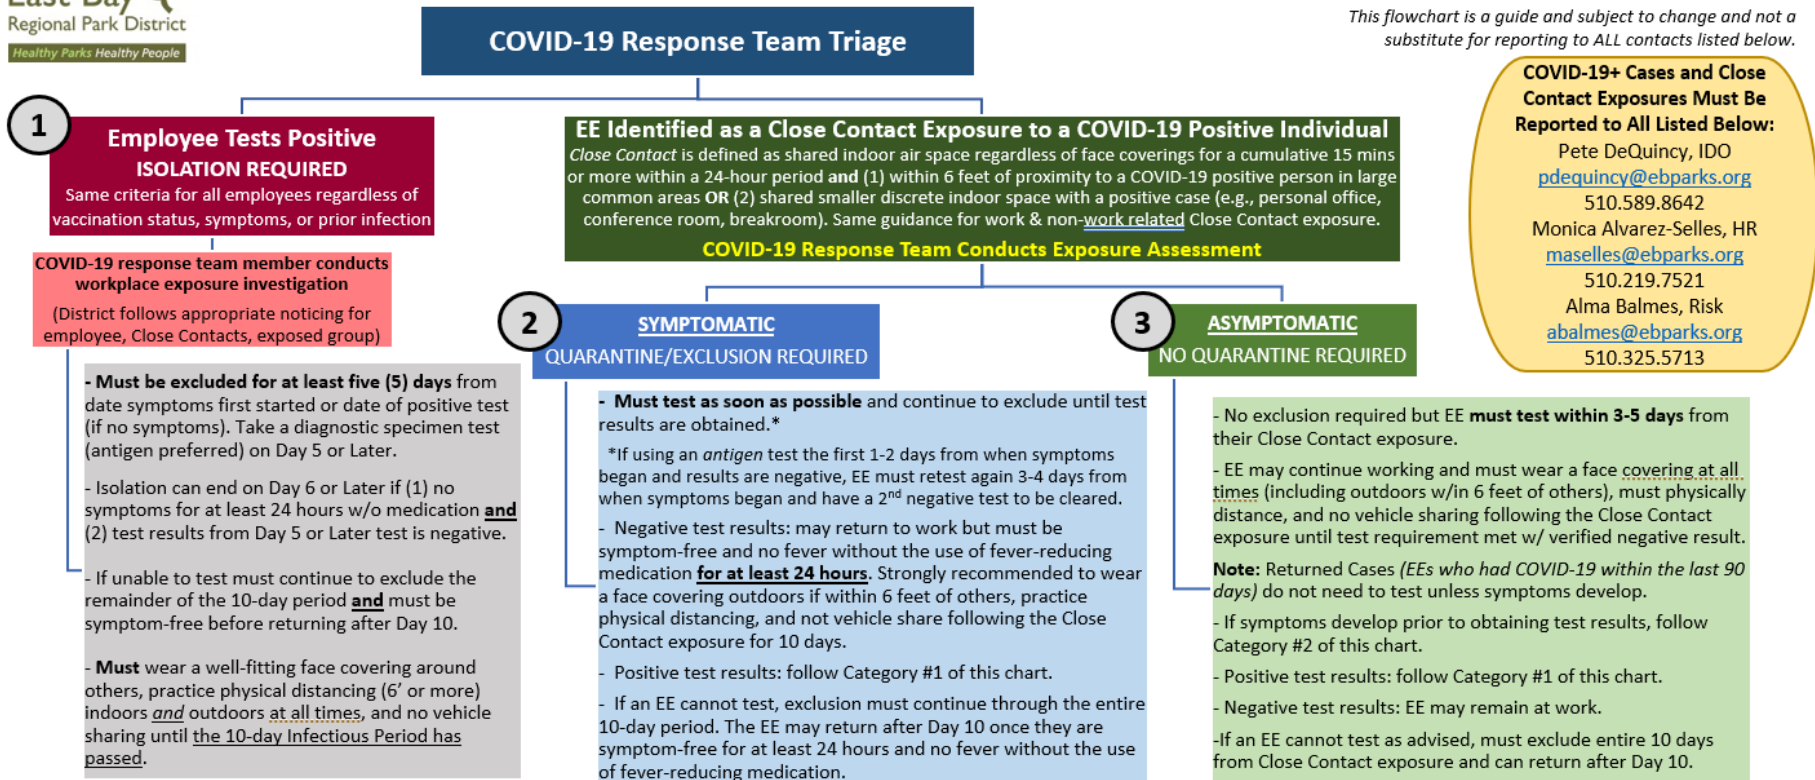 East Bay
Regional Park District
Healthy Parks Healthy People
COVID-19 Response Team Triage
This flowchart is a guide and subject to change and not a
substitute for reporting to ALL contacts listed below.
COVID-19+ Cases and Close
Contact Exposures Must Be
Reported to All Listed Below:
Pete DeQuincy, IDO
pdequincy@ebparks.org
510.589.8642
Monica Alvarez-Selles, HR
maselles@ebparks.org
510.219.7521
Alma Balmes, Risk
abalmes@ebparks.org
510.325.5713
1
Employee Tests Positive
ISOLATION REQUIRED
Same criteria for all employees regardless of
vaccination status, symptoms, or prior infection
COVID-19 response team member conducts
workplace exposure investigation
(District follows appropriate noticing for
employee, Close Contacts, exposed group)
- Must be excluded for at least five (5) days from
date symptoms first started or date of positive test
(if no symptoms). Take a diagnostic specimen test
(antigen preferred) on Day 5 or Later.
- Isolation can end on Day 6 or Later if (1) no
symptoms for at least 24 hours w/o medication and
(2) test results from Day 5 or Later test is negative.
- If unable to test must continue to exclude the
remainder of the 10-day period and must be
symptom-free before returning after Day 10.
- Must wear a well-fitting face covering around
others, practice physical distancing (6' or more)
indoors and outdoors at all times, and no vehicle
sharing until the 10-day Infectious Period has
passed.
EE Identified as a Close Contact Exposure to a COVID-19 Positive Individual
Close Contact is defined as shared indoor air space regardless of face coverings for a cumulative 15 mins
or more within a 24-hour period and (1) within 6 feet of proximity to a COVID-19 positive person in large
common areas OR (2) shared smaller discrete indoor space with a positive case (e.g., personal office,
conference room, breakroom). Same guidance for work & non-work related Close Contact exposure.
COVID-19 Response Team Conducts Exposure Assessment
2
SYMPTOMATIC
QUARANTINE/EXCLUSION REQUIRED
- Must test as soon as possible and continue to exclude until test
results are obtained.*
*If using an antigen test the first 1-2 days from when symptoms
began and results are negative, EE must retest again 3-4 days from
when symptoms began and have a 2nd negative test to be cleared.
- Negative test results: may return to work but must be
symptom-free and no fever without the use of fever-reducing
medication for at least 24 hours. Strongly recommended to wear
a face covering outdoors if within 6 feet of others, practice
physical distancing, and not vehicle share following the Close
Contact exposure for 10 days.
- Positive test results: follow Category #1 of this chart.
- If an EE cannot test, exclusion must continue through the entire
10-day period. The EE may return after Day 10 once they are
symptom-free for at least 24 hours and no fever without the use
of fever-reducing medication.
3
ASYMPTOMATIC
NO QUARANTINE REQUIRED
- No exclusion required but EE must test within 3-5 days from
their Close Contact exposure.
- EE may continue working and must wear a face covering at all
times (including outdoors w/in 6 feet of others), must physically
distance, and no vehicle sharing following the Close Contact
exposure until test requirement met w/ verified negative result.
Note: Returned Cases (EEs who had COVID-19 within the last 90
days) do not need to test unless symptoms develop.
- If symptoms develop prior to obtaining test results, follow
Category #2 of this chart.
- Positive test results: follow Category #1 of this chart.
- Negative test results: EE may remain at work.
-If an EE cannot test as advised, must exclude entire 10 days
from Close Contact exposure and can return after Day 10.